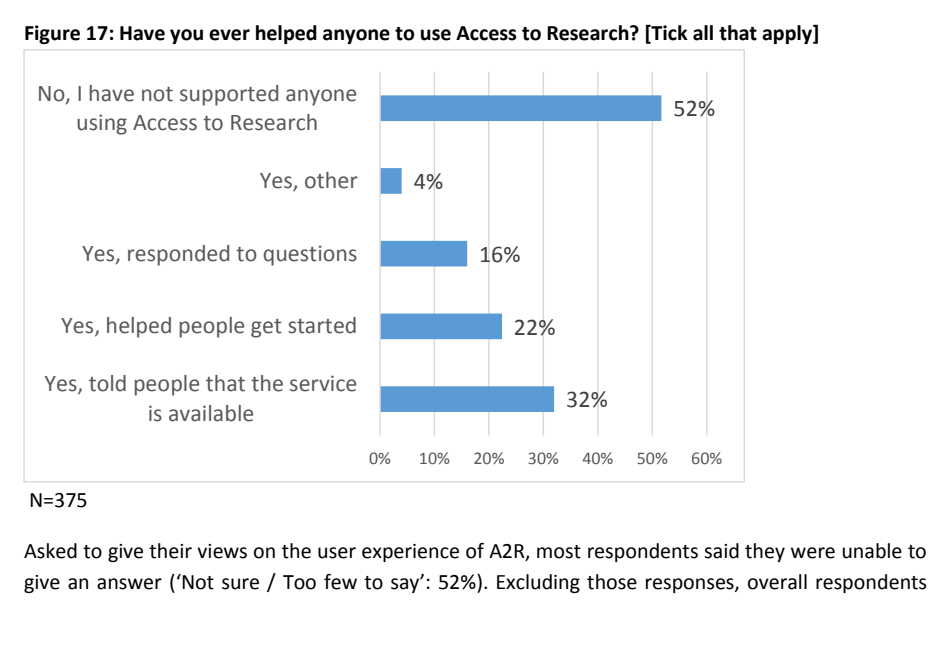 Figure 17: Have you ever helped anyone to use Access to Research? [Tick all that apply]
No, I have not supported anyone
using Access to Research
52%
Yes, other
4%
Yes, responded to questions
16%
Yes, helped people get started
22%
Yes, told people that the service
is available
32%
0% 10% 20% 30% 40% 50% 60%
N=375
Asked to give their views on the user experience of A2R, most respondents said they were unable to
give an answer (‘Not sure / Too few to say’: 52%). Excluding those responses, overall respondents